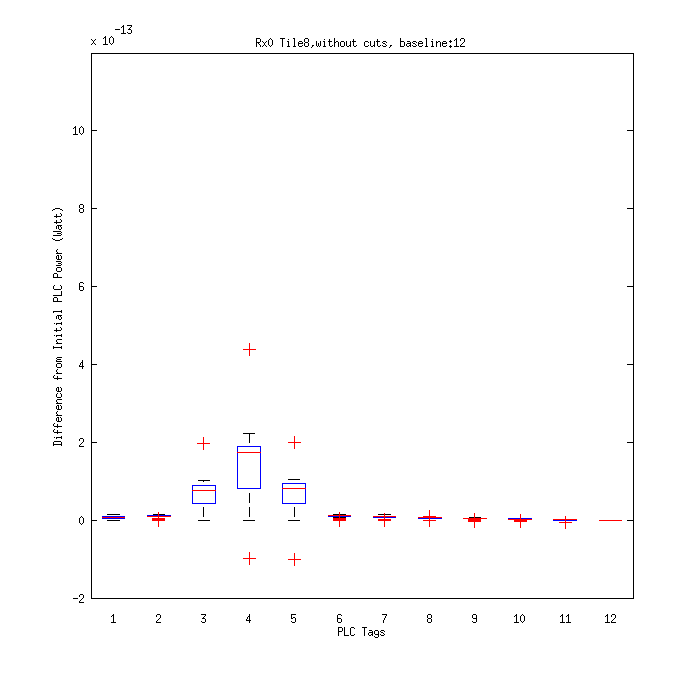 x 10-13
Rx0 Tile8,without cuts, baseline:12
Difference from Initial PLC Power (Watt)
10
8
6
4
2
0
-2
1 2 3 4 5 6 7 8 9 10 11 12
PLC Tags